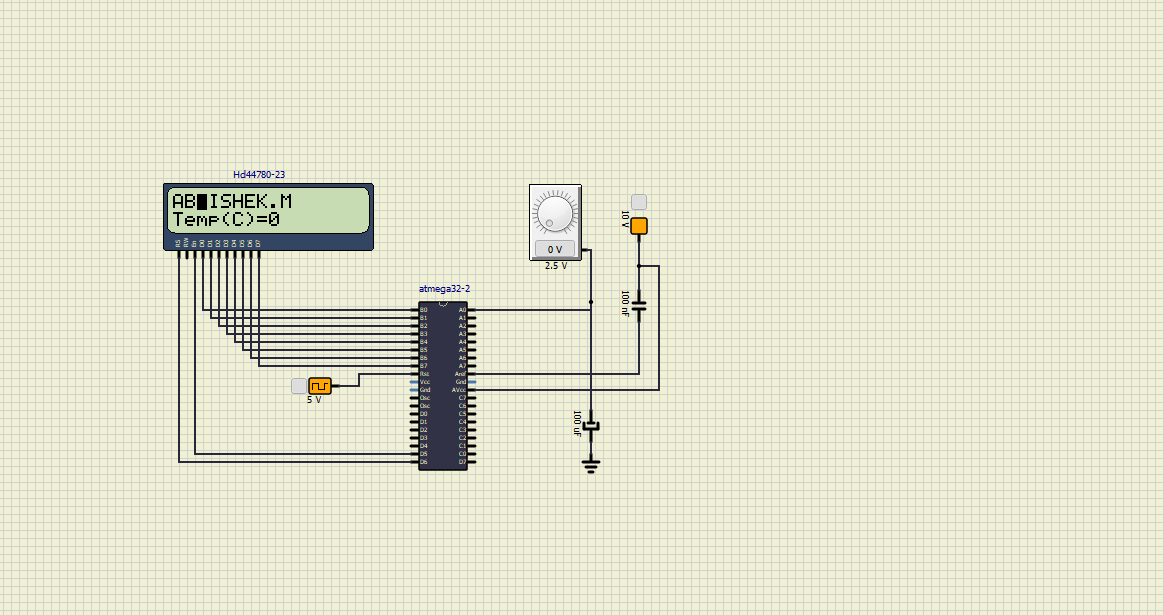 Hd44780-23
AB█ISHEK.M
Temp(C)=0
RS RW En D0 D1 D2 D3 D4 D5 D6 D7
0 V
2.5 V
10 V
100 nF
atmega32-2
B0 A0
B1 A1
B2 A2
B3 A3
B4 A4
B5 A5
B6 A6
B7 A7
Rst Aref
Vcc Gnd
Gnd AVcc
Osc C7
Osc C6
D0 C5
D1 C4
D2 C3
D3 C2
D4 C1
D5 C0
D6 D7
5 V
100 uF